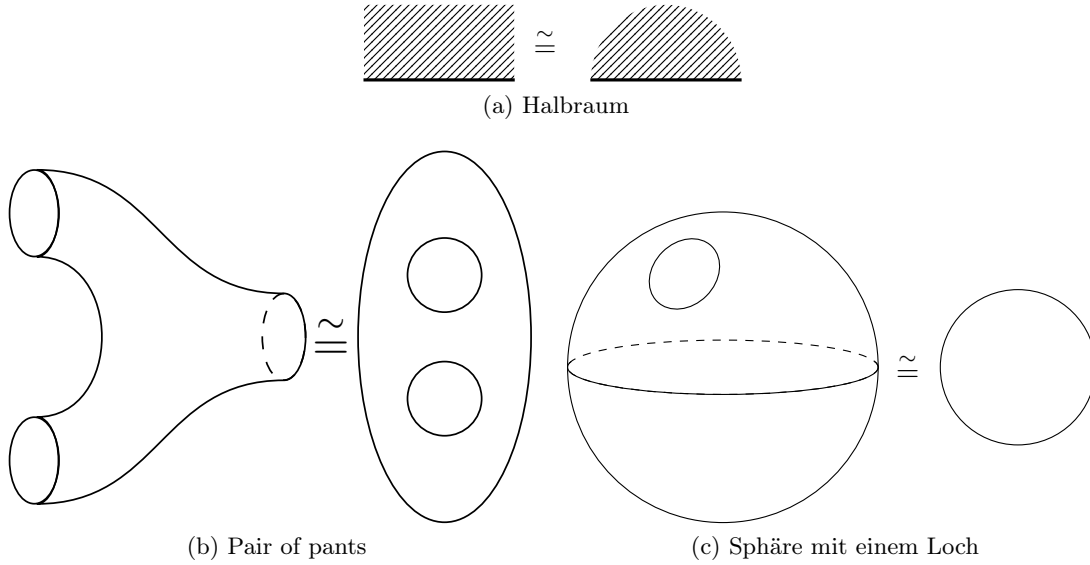 ≅
(a) Halbraum
≅
≅
(b) Pair of pants
(c) Sphäre mit einem Loch